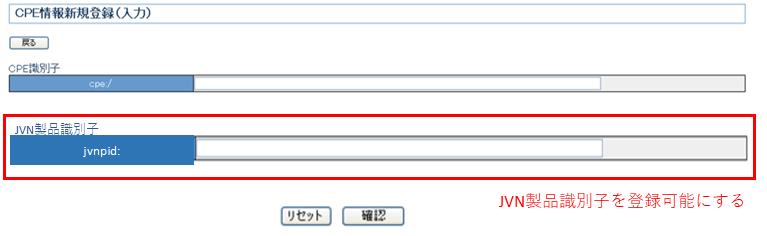 CPE情報新規登録(入力)
戻る
CPE識別子
cpe:/
JVN製品識別子
jvnpid:
JVN製品識別子を登録可能にする
リセット 確認